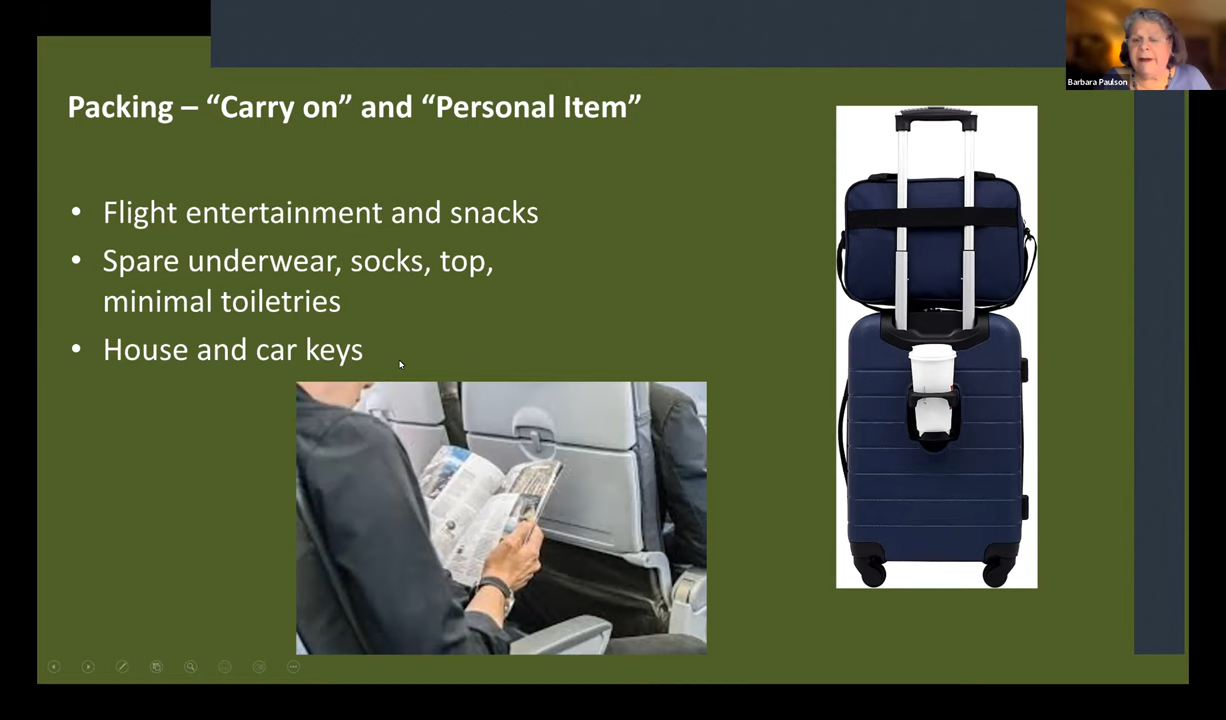 Barbara Paulson
Packing – “Carry on” and “Personal Item”
• Flight entertainment and snacks
• Spare underwear, socks, top,
minimal toiletries
• House and car keys